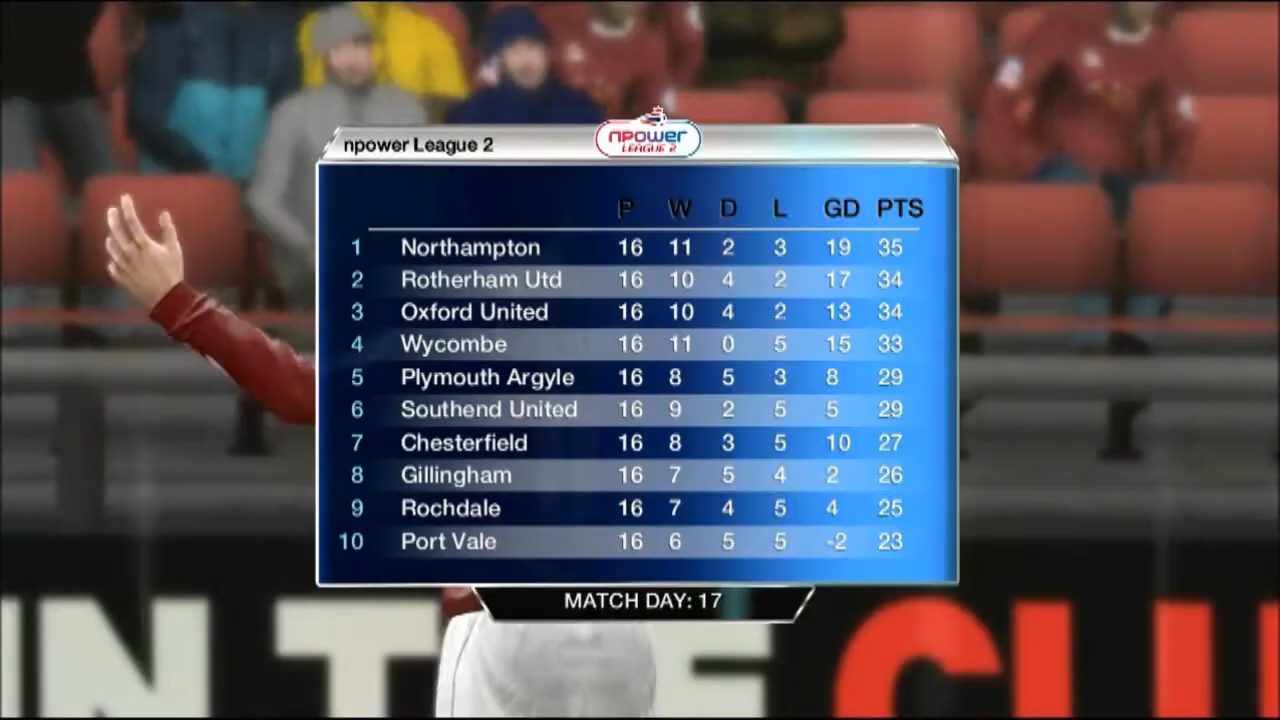 npower League 2
npower
LEAGUE 2
P W D L GD PTS
1 Northampton 16 11 2 3 19 35
2 Rotherham Utd 16 10 4 2 17 34
3 Oxford United 16 10 4 2 13 34
4 Wycombe 16 11 0 5 15 33
5 Plymouth Argyle 16 8 5 3 8 29
6 Southend United 16 9 2 5 5 29
7 Chesterfield 16 8 3 5 10 27
8 Gillingham 16 7 5 4 2 26
9 Rochdale 16 7 4 5 4 25
10 Port Vale 16 6 5 5 -2 23
MATCH DAY: 17
IN THE CLU